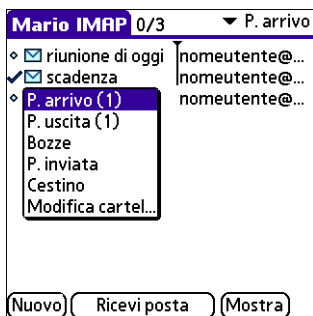 Mario IMAP 0/3 P. arrivo
riunione di oggi nomeutente@...
scadenza nomeutente@...
nomeutente@...
P. arrivo (1)
P. uscita (1)
Bozze
P. inviata
Cestino
Modifica cartel...
Nuovo Ricevi posta Mostra